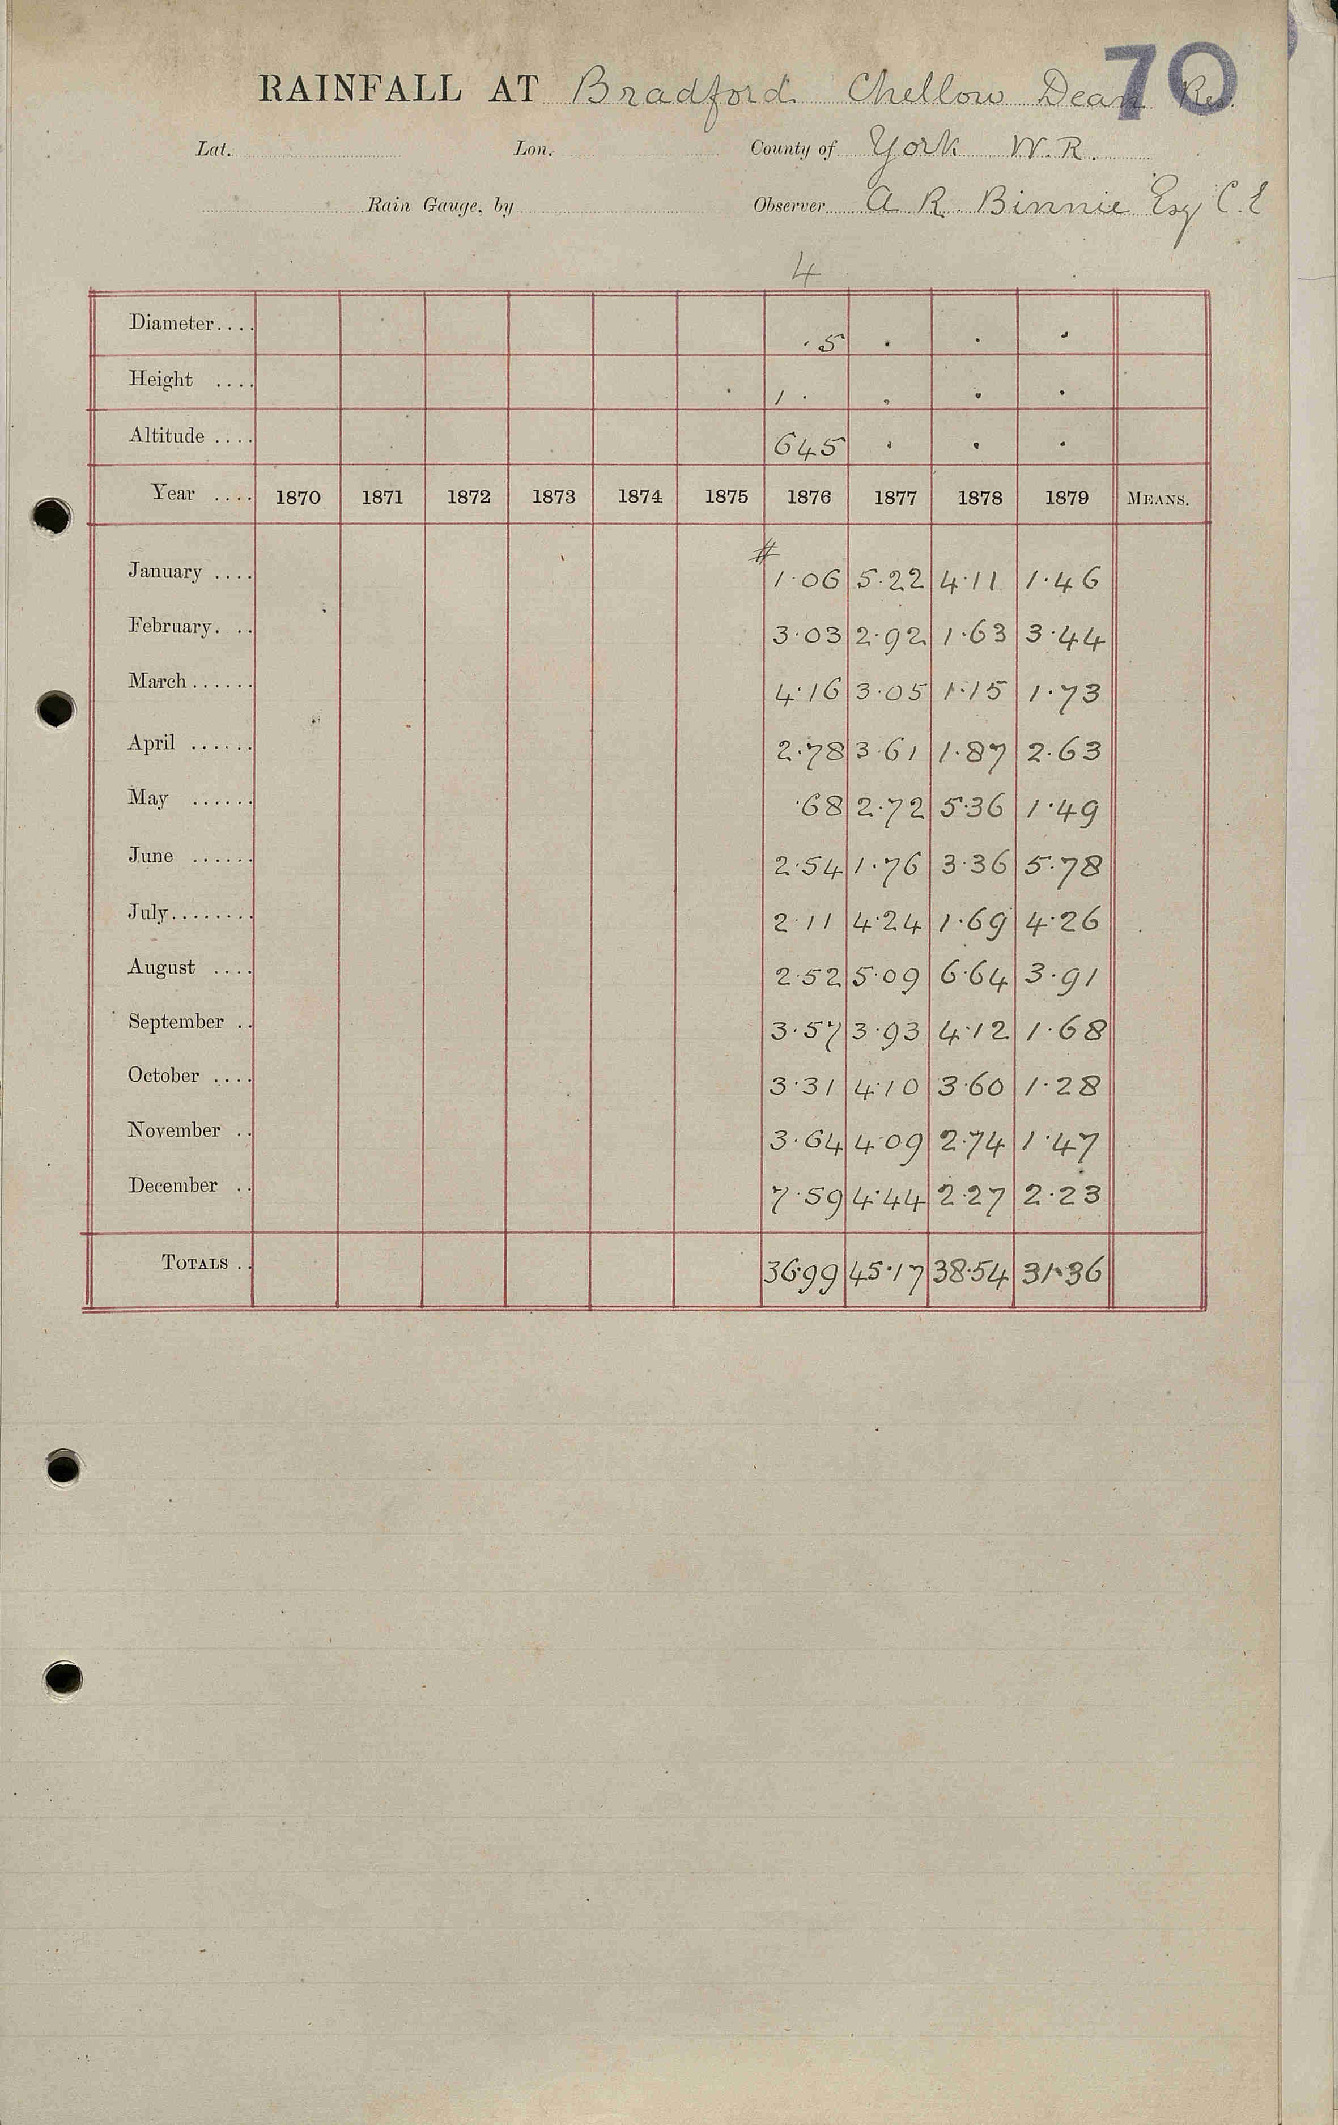 70
RAINFALL AT Bradford Chellow Dean Res.
Lat. Lon. County of York W.R.
Rain Gauge, by Observer A R Binnie Esq C.E
4
Diameter.... 5 . . .
Height .... 1 . . . .
Altitude .... 645 . . .
Year .... 1870 1871 1872 1873 1874 1875 1876 1877 1878 1879 MEANS.
#
January .... 1.06 5.22 4.11 1.46
February. .. 3.03 2.92 1.63 3.44
March...... 4.16 3.05 1.15 1.73
April ...... 2.78 3.61 1.87 2.63
May ...... .68 2.72 5.36 1.49
June ...... 2.54 1.76 3.36 5.78
July........ 2.11 4.24 1.69 4.26
August .... 2.52 5.09 6.64 3.91
September .. 3.57 3.93 4.12 1.68
October .... 3.31 4.10 3.60 1.28
November .. 3.64 4.09 2.74 1.47
December .. 7.59 4.44 2.27 2.23
TOTALS .. 36.99 45.17 38.54 31.36